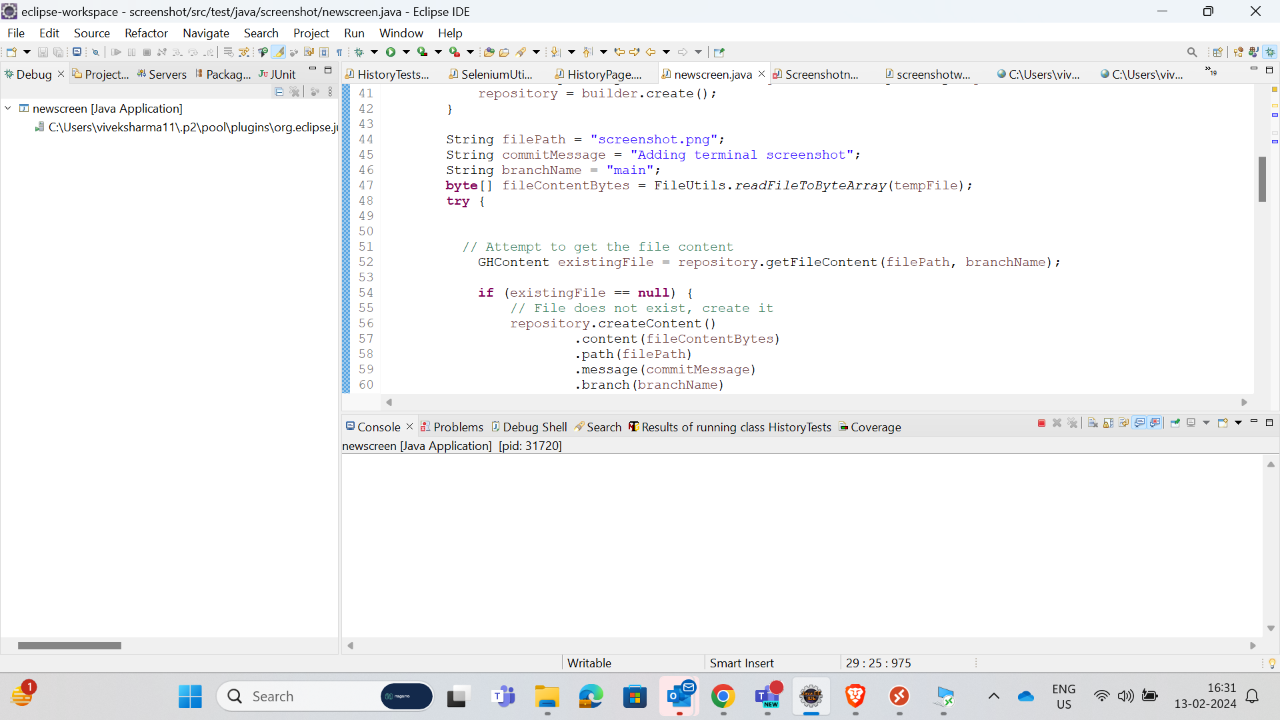 eclipse-workspace - screenshot/src/test/java/screenshot/newscreen.java - Eclipse IDE
File Edit Source Refactor Navigate Search Project Run Window Help
Debug Project... Servers Packag... JUnit
HistoryTests... SeleniumUti... HistoryPage.... newscreen.java Screenshotn... screenshotw... C:\Users\viv... C:\Users\viv... »19
newscreen [Java Application]
C:\Users\viveksharma11\.p2\pool\plugins\org.eclipse.ju
41 repository = builder.create();
42 }
43
44 String filePath = "screenshot.png";
45 String commitMessage = "Adding terminal screenshot";
46 String branchName = "main";
47 byte[] fileContentBytes = FileUtils.readFileToByteArray(tempFile);
48 try {
49
50
51 // Attempt to get the file content
52 GHContent existingFile = repository.getFileContent(filePath, branchName);
53
54 if (existingFile == null) {
55 // File does not exist, create it
56 repository.createContent()
57 .content(fileContentBytes)
58 .path(filePath)
59 .message(commitMessage)
60 .branch(branchName)
Console Problems Debug Shell Search Results of running class HistoryTests Coverage
newscreen [Java Application] [pid: 31720]
Writable Smart Insert 29 : 25 : 975
1
Search
NEW
ENG
US
16:31
13-02-2024